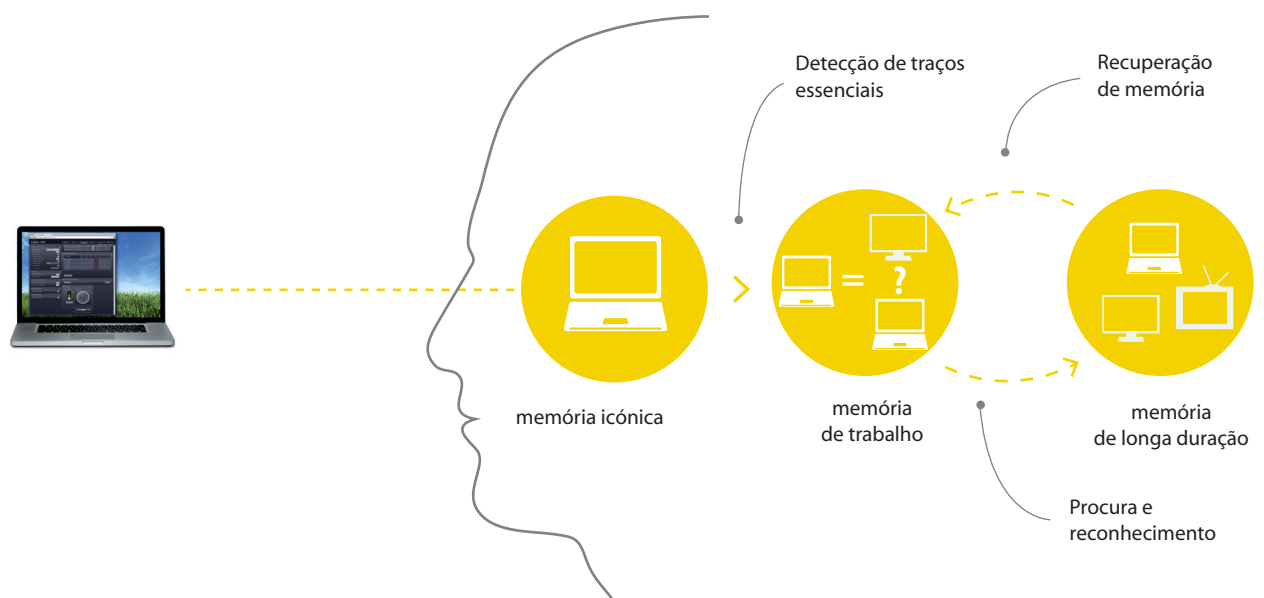 Detecção de traços
essenciais
Recuperação
de memória
=
?
memória icónica
memória
de trabalho
memória
de longa duração
Procura e
reconhecimento